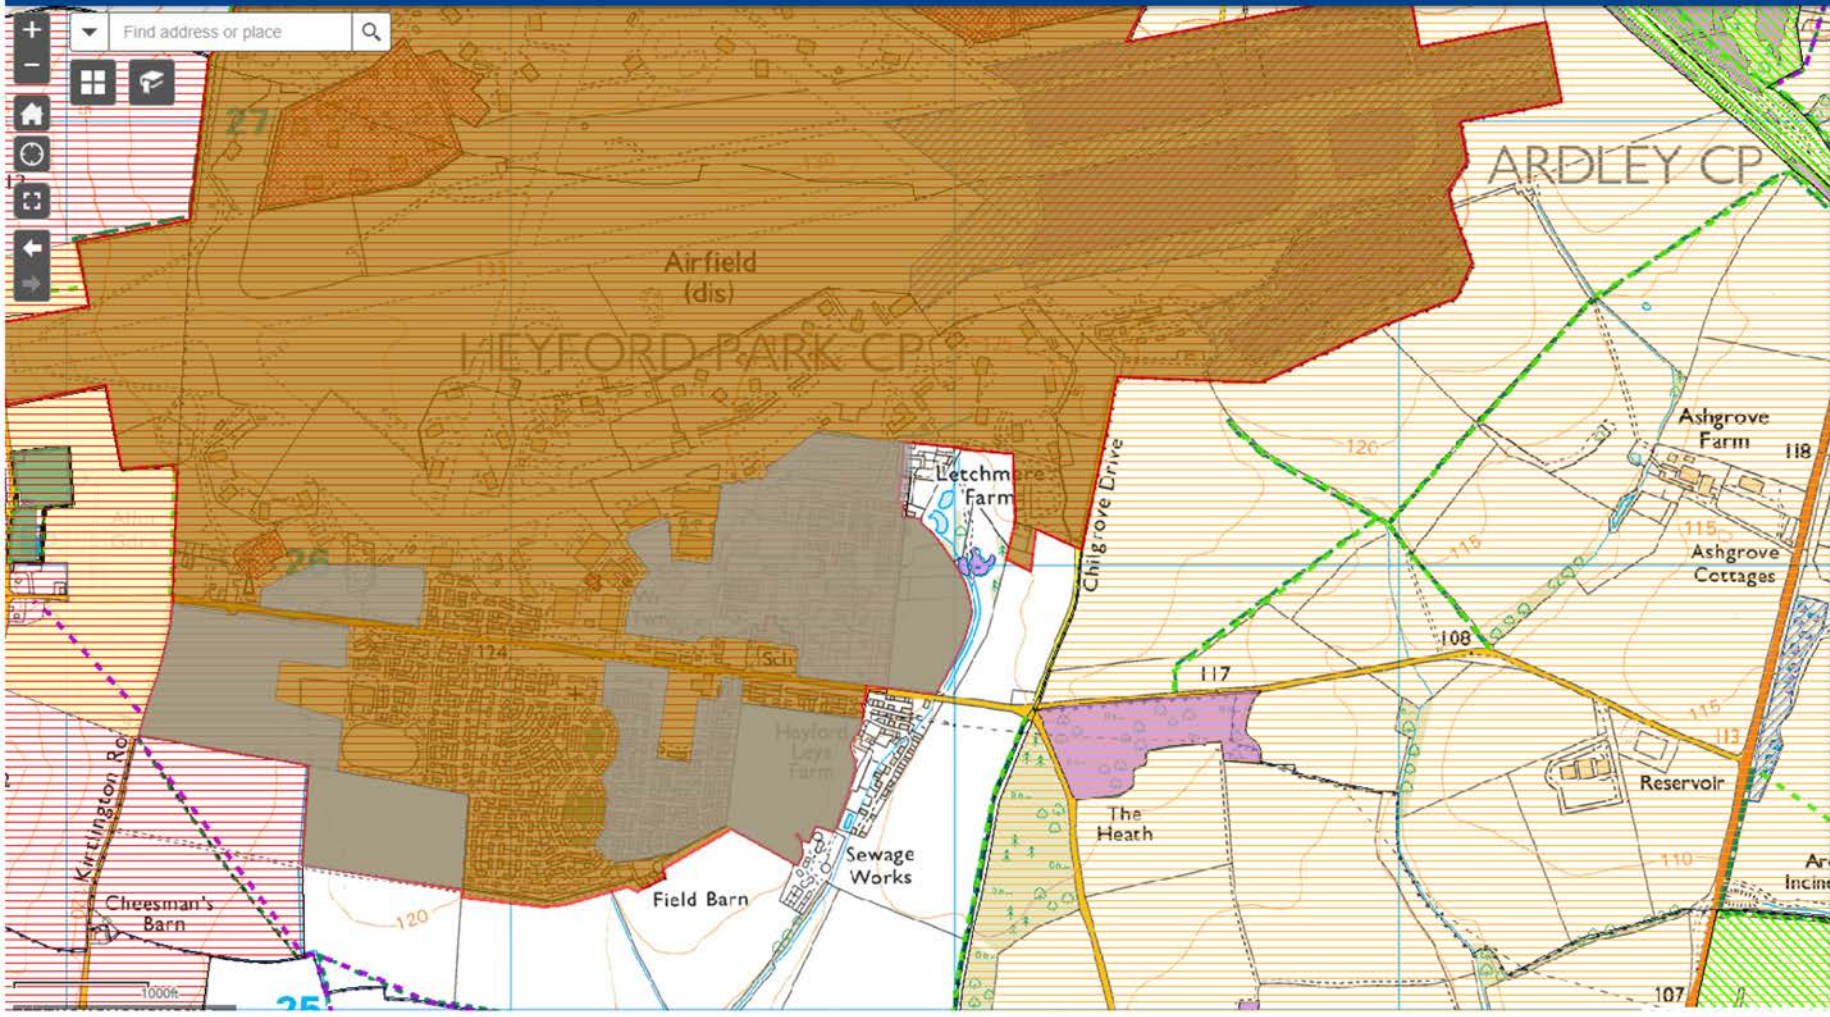 Find address or place
27
ARDLEY CP
Airfield
(dis)
HEYFORD PARK CP
Ashgrove
Farm
118
120
Letchmere
Farm
Chilgrove Drive
115
115
Ashgrove
Cottages
26
124
Sch
108
117
115
113
Heyford
Leys
Farm
Reservoir
Kirtlington Ro
The
Heath
Sewage
Works
110
Field Barn
Cheesman's
Barn
120
107
1000ft
25